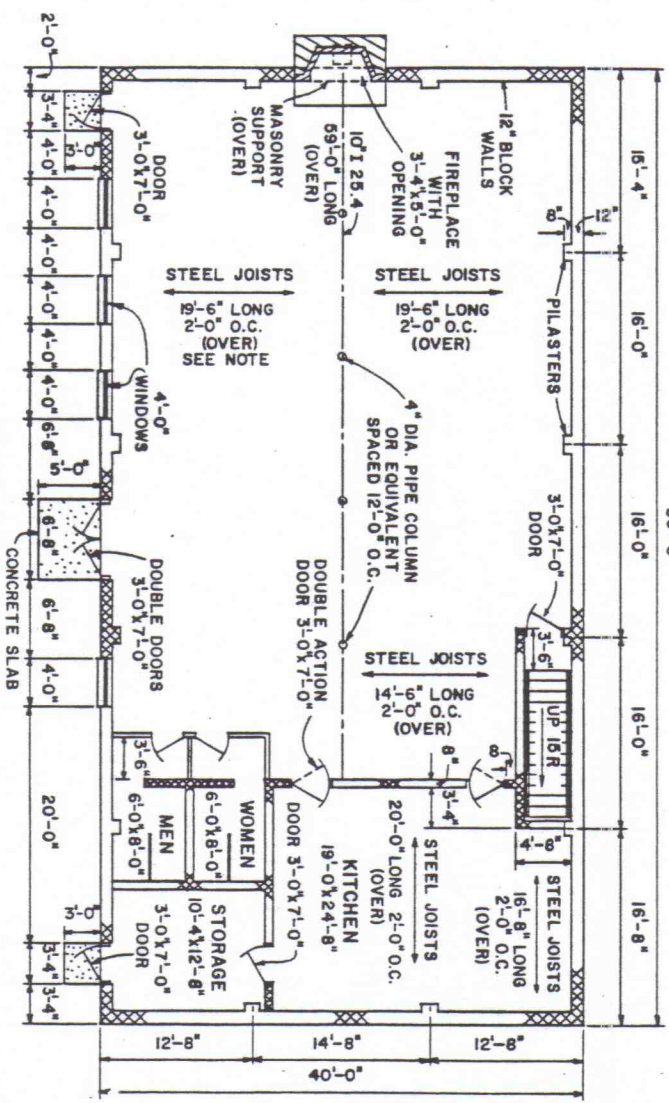 2'-0"
3'-4"
4'-0"
4'-0"
4'-0"
4'-0"
4'-0"
4'-0"
6'-8"
6'-8"
6'-8"
4'-0"
20'-0"
3'-4"
3'-4"
3'-0"
5'-0"
3'-0"
CONCRETE SLAB
DOOR
3'-0"X7'-0"
MASONRY
SUPPORT
(OVER)
10" I 25.4
59'-0" LONG
(OVER)
FIREPLACE
WITH
3'-4"X5'-0"
OPENING
12" BLOCK
WALLS
15'-4"
16'-0"
16'-0"
16'-0"
16'-8"
8"
12"
PILASTERS
STEEL JOISTS
19'-6" LONG
2'-0" O.C.
(OVER)
SEE NOTE
STEEL JOISTS
19'-6" LONG
2'-0" O.C.
(OVER)
4'-0"
WINDOWS
4" DIA. PIPE COLUMN
OR EQUIVALENT
SPACED 12'-0" O.C.
3'-0"X7'-0"
DOOR
DOUBLE DOORS
3'-0"X7'-0"
DOUBLE ACTION
DOOR 3'-0"X7'-0"
STEEL JOISTS
14'-6" LONG
2'-0" O.C.
(OVER)
3'-6"
UP 15R
8
8"
3'-4"
4'-8"
3'-6"
MEN
6'-0"X8'-0"
WOMEN
6'-0"X8'-0"
DOOR 3'-0"X7'-0"
KITCHEN
19'-0"X24'-8"
STEEL JOISTS
20'-0" LONG 2'-0" O.C.
(OVER)
STEEL JOISTS
16'-8" LONG
2'-0" O.C.
(OVER)
STORAGE
10'-4"X12'-8"
3'-0"X7'-0"
DOOR
12'-8"
14'-8"
12'-8"
40'-0"